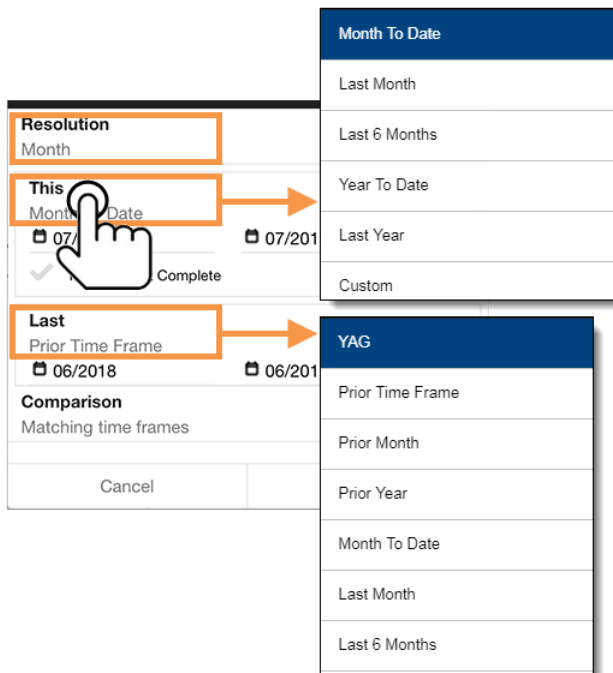 Resolution
Month
This
Date
07/
07/201
Complete
Last
Prior Time Frame
06/2018
06/201
Comparison
Matching time frames
Cancel
Month To Date
Last Month
Last 6 Months
Year To Date
Last Year
Custom
YAG
Prior Time Frame
Prior Month
Prior Year
Month To Date
Last Month
Last 6 Months